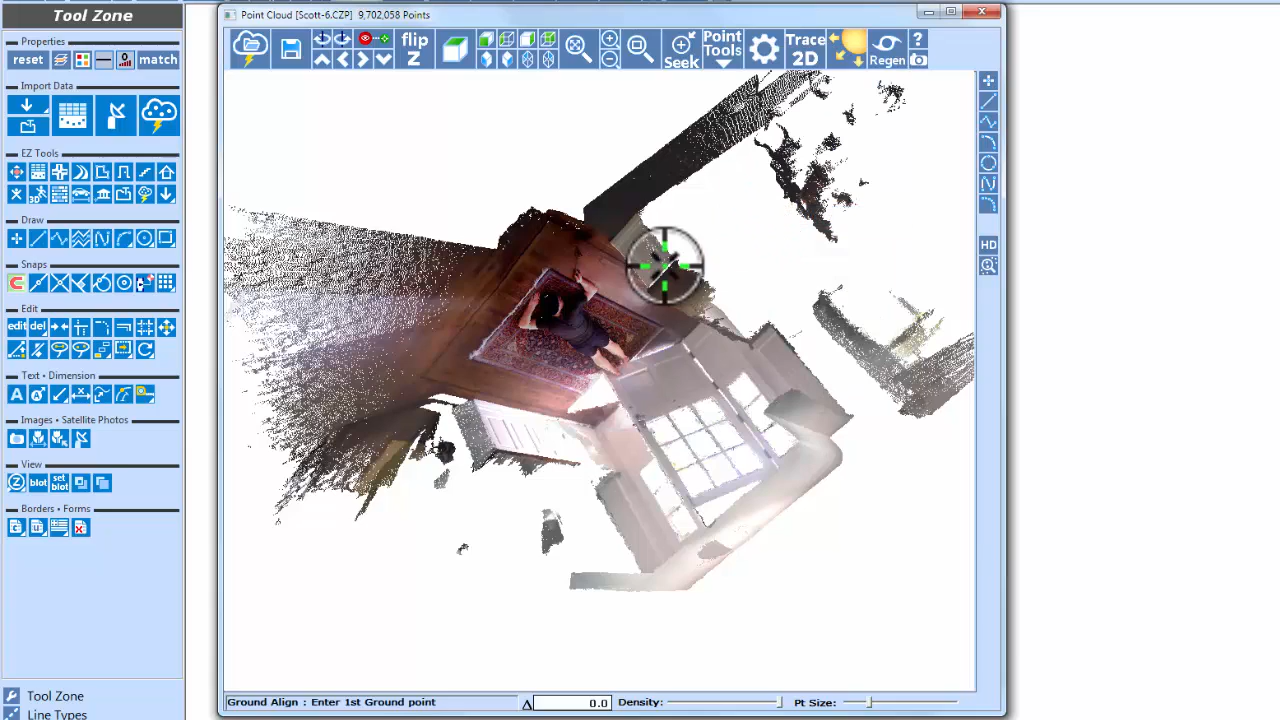 Tool Zone
Properties
reset
match
Import Data
EZ Tools
3D
Draw
Snaps
Edit
edit del
Text • Dimension
A
Images • Satellite Photos
View
Z blot set blot
Borders • Forms
Tool Zone
Line Types
Point Cloud [Scott-6.CZP] 9,702,058 Points
flip Z
Seek
Point Tools
Trace 2D
Regen
?
HD
Ground Align : Enter 1st Ground point
Δ 0.0
Density:
Pt Size: